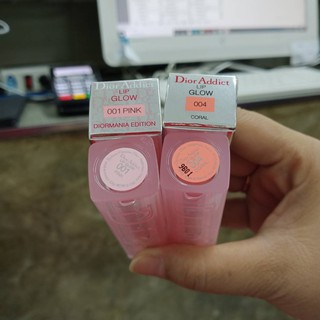 Dior Addict
LIP
GLOW
001 PINK
DIORMANIA EDITION
Dior Addict
LIP
GLOW
004
CORAL